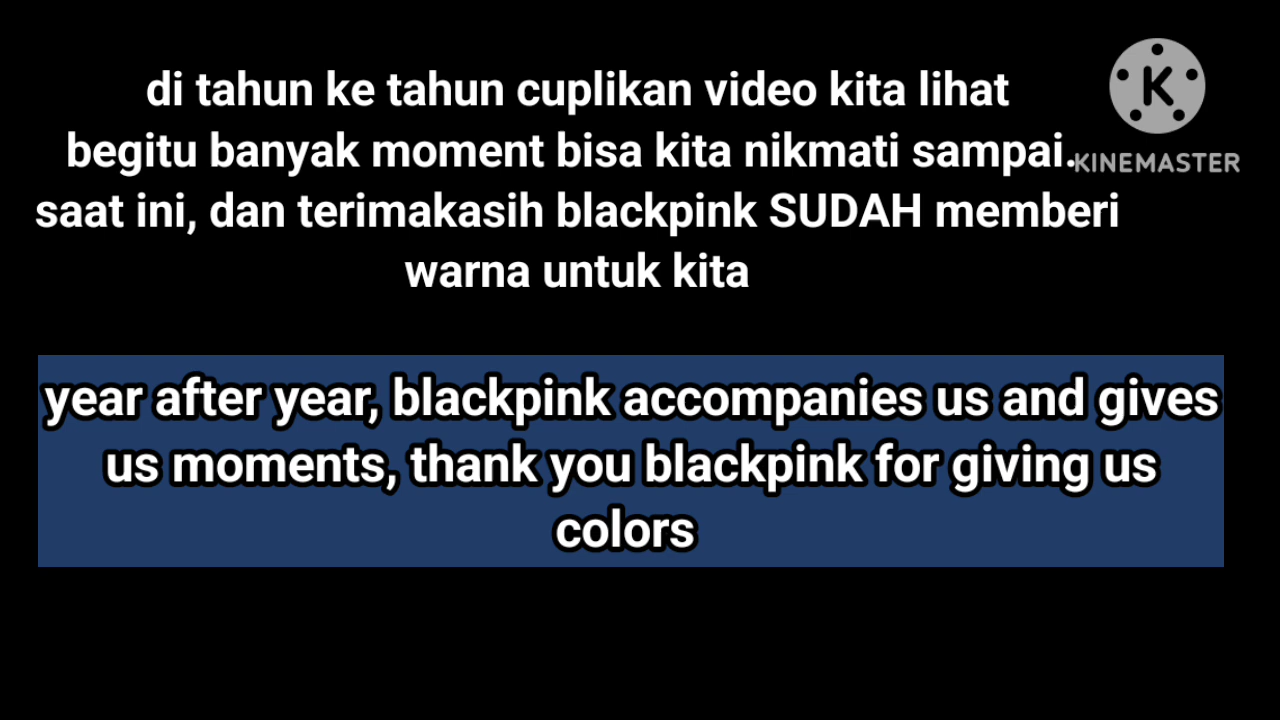 di tahun ke tahun cuplikan video kita lihat
begitu banyak moment bisa kita nikmati sampai.
saat ini, dan terimakasih blackpink SUDAH memberi
warna untuk kita
K
KINEMASTER
year after year, blackpink accompanies us and gives
us moments, thank you blackpink for giving us
colors